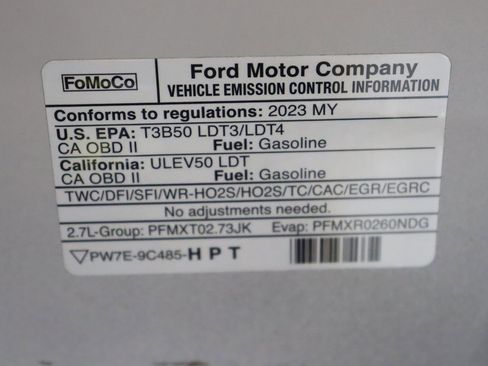 FoMoCo
Ford Motor Company
VEHICLE EMISSION CONTROL INFORMATION
Conforms to regulations: 2023 MY
U.S. EPA: T3B50 LDT3/LDT4
CA OBD II Fuel: Gasoline
California: ULEV50 LDT
CA OBD II Fuel: Gasoline
TWC/DFI/SFI/WR-HO2S/HO2S/TC/CAC/EGR/EGRC
No adjustments needed.
2.7L-Group: PFMXT02.73JK Evap: PFMXR0260NDG
PW7E-9C485-HPT